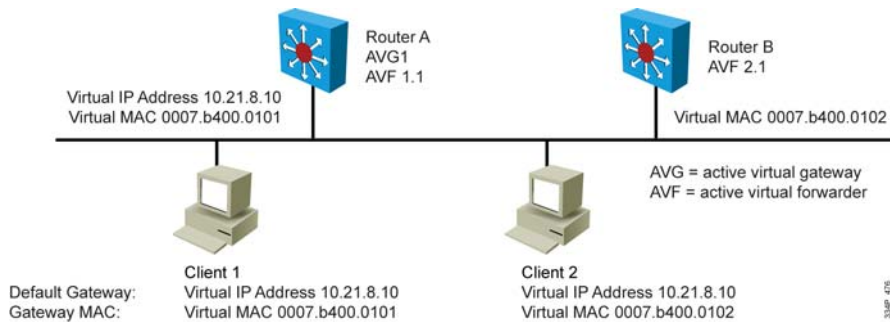 Router A
AVG1
AVF 1.1
Router B
AVF 2.1
Virtual IP Address 10.21.8.10
Virtual MAC 0007.b400.0101
Virtual MAC 0007.b400.0102
AVG = active virtual gateway
AVF = active virtual forwarder
Client 1
Client 2
Default Gateway: Virtual IP Address 10.21.8.10 Virtual IP Address 10.21.8.10
Gateway MAC: Virtual MAC 0007.b400.0101 Virtual MAC 0007.b400.0102